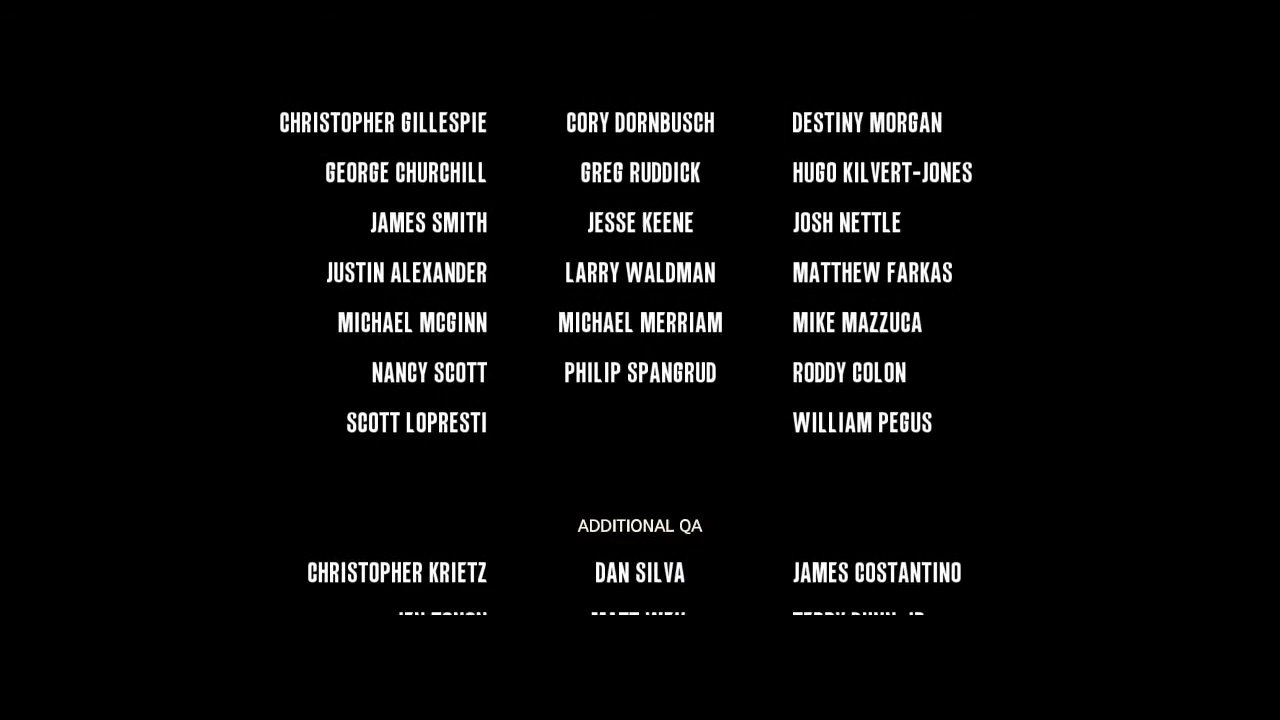 CHRISTOPHER GILLESPIE CORY DORNBUSCH DESTINY MORGAN
GEORGE CHURCHILL GREG RUDDICK HUGO KILVERT-JONES
JAMES SMITH JESSE KEENE JOSH NETTLE
JUSTIN ALEXANDER LARRY WALDMAN MATTHEW FARKAS
MICHAEL MCGINN MICHAEL MERRIAM MIKE MAZZUCA
NANCY SCOTT PHILIP SPANGRUD RODDY COLON
SCOTT LOPRESTI WILLIAM PEGUS
ADDITIONAL QA
CHRISTOPHER KRIETZ DAN SILVA JAMES COSTANTINO